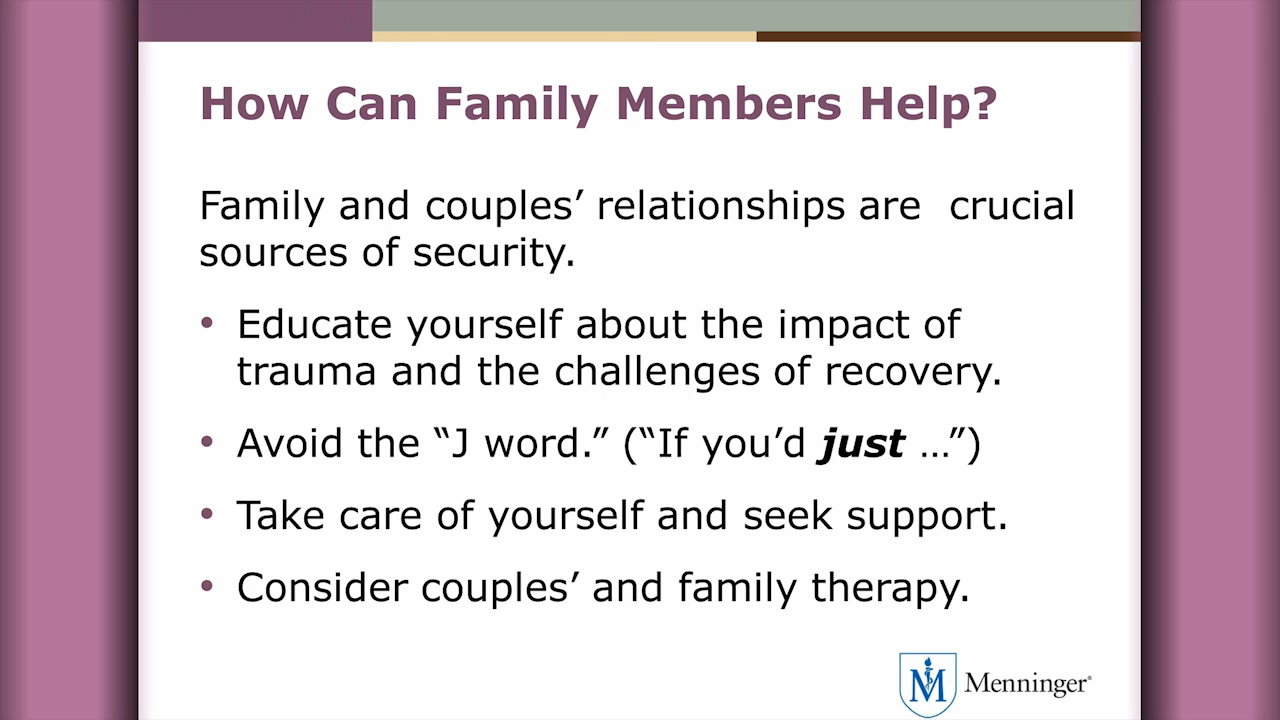 How Can Family Members Help?
Family and couples’ relationships are  crucial
sources of security.
• Educate yourself about the impact of
trauma and the challenges of recovery.
• Avoid the “J word.” (“If you’d just …”)
• Take care of yourself and seek support.
• Consider couples’ and family therapy.
M Menninger®